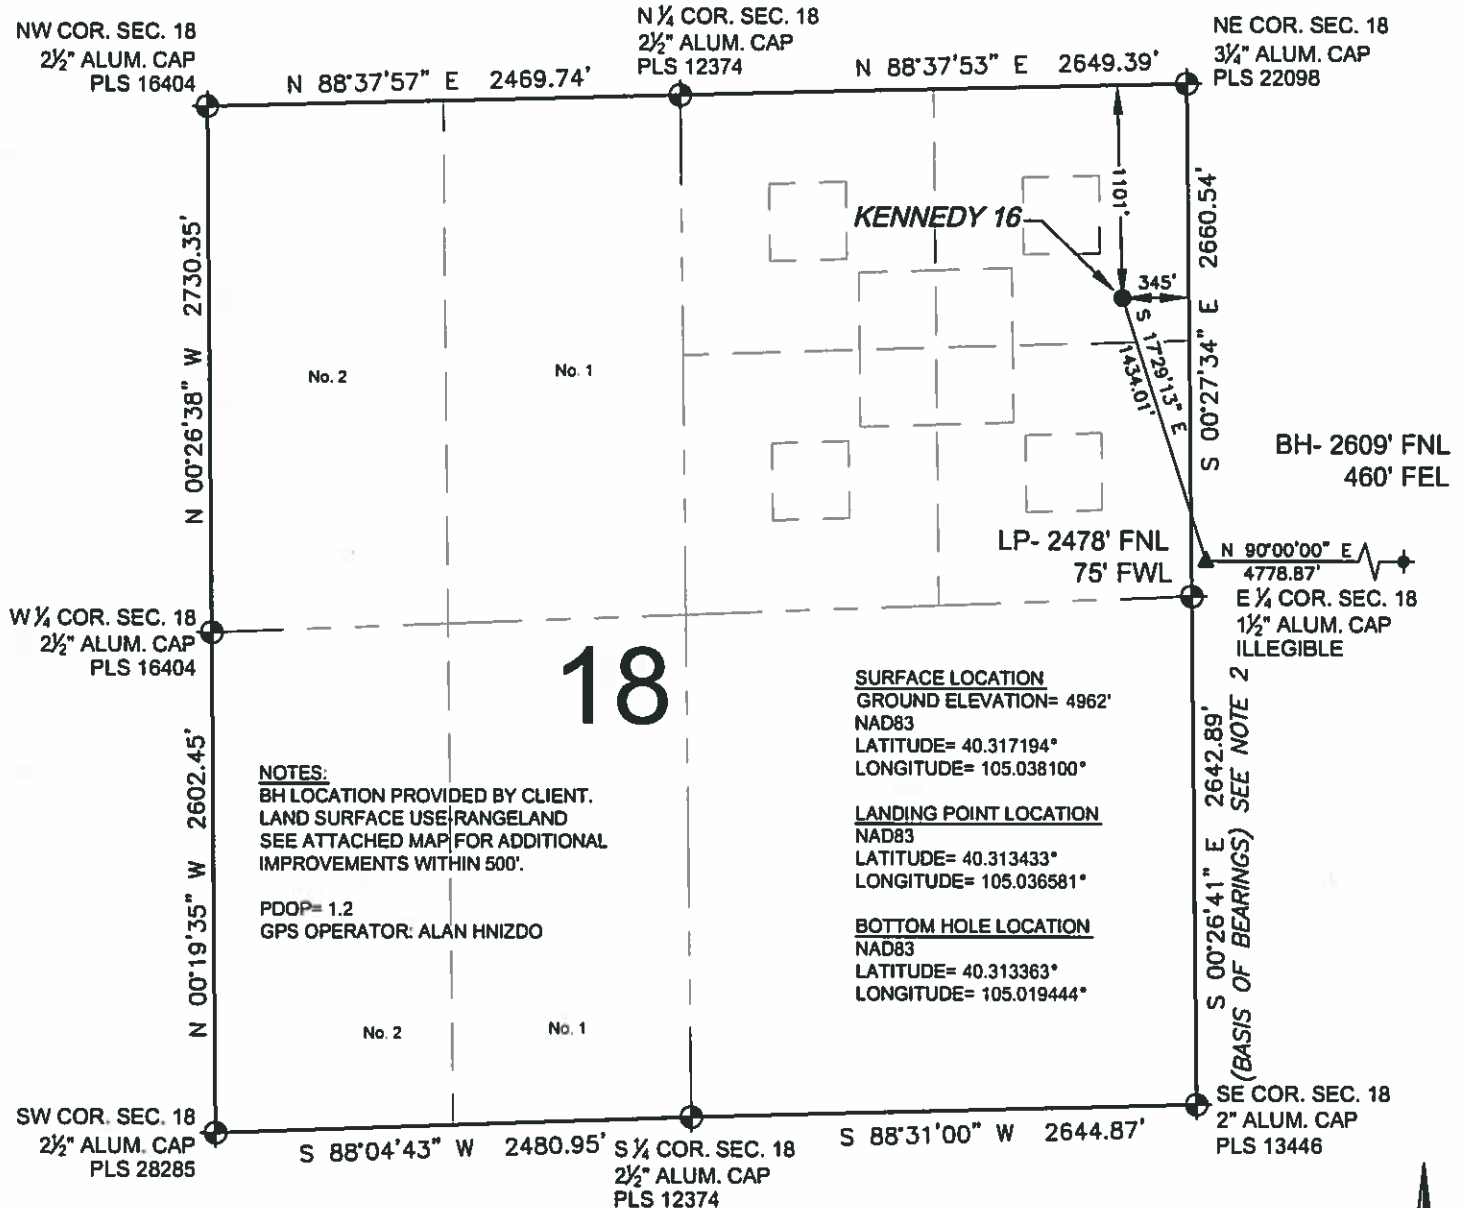 NW COR. SEC. 18
2½" ALUM. CAP
PLS 16404
N ¼ COR. SEC. 18
2½" ALUM. CAP
PLS 12374
NE COR. SEC. 18
3¼" ALUM. CAP
PLS 22098
N 88°37'57" E 2469.74'
N 88°37'53" E 2649.39'
1101'
KENNEDY 16
345'
S 17°29'13" E
1434.01'
N 00°26'38" W 2730.35'
S 00°27'34" E 2660.54'
No. 2
No. 1
BH- 2609' FNL
460' FEL
LP- 2478' FNL
75' FWL
N 90°00'00" E
4778.87'
E ¼ COR. SEC. 18
1½" ALUM. CAP
ILLEGIBLE
W ¼ COR. SEC. 18
2½" ALUM. CAP
PLS 16404
18
SURFACE LOCATION
GROUND ELEVATION= 4962'
NAD83
LATITUDE= 40.317194°
LONGITUDE= 105.038100°
LANDING POINT LOCATION
NAD83
LATITUDE= 40.313433°
LONGITUDE= 105.036581°
BOTTOM HOLE LOCATION
NAD83
LATITUDE= 40.313363°
LONGITUDE= 105.019444°
NOTES:
BH LOCATION PROVIDED BY CLIENT.
LAND SURFACE USE-RANGELAND
SEE ATTACHED MAP FOR ADDITIONAL
IMPROVEMENTS WITHIN 500'.
PDOP= 1.2
GPS OPERATOR: ALAN HNIZDO
N 00°19'35" W 2602.45'
S 00°26'41" E 2642.89'
(BASIS OF BEARINGS) SEE NOTE 2
No. 2
No. 1
SW COR. SEC. 18
2½" ALUM. CAP
PLS 28285
S 88°04'43" W 2480.95'
S ¼ COR. SEC. 18
2½" ALUM. CAP
PLS 12374
S 88°31'00" W 2644.87'
SE COR. SEC. 18
2" ALUM. CAP
PLS 13446